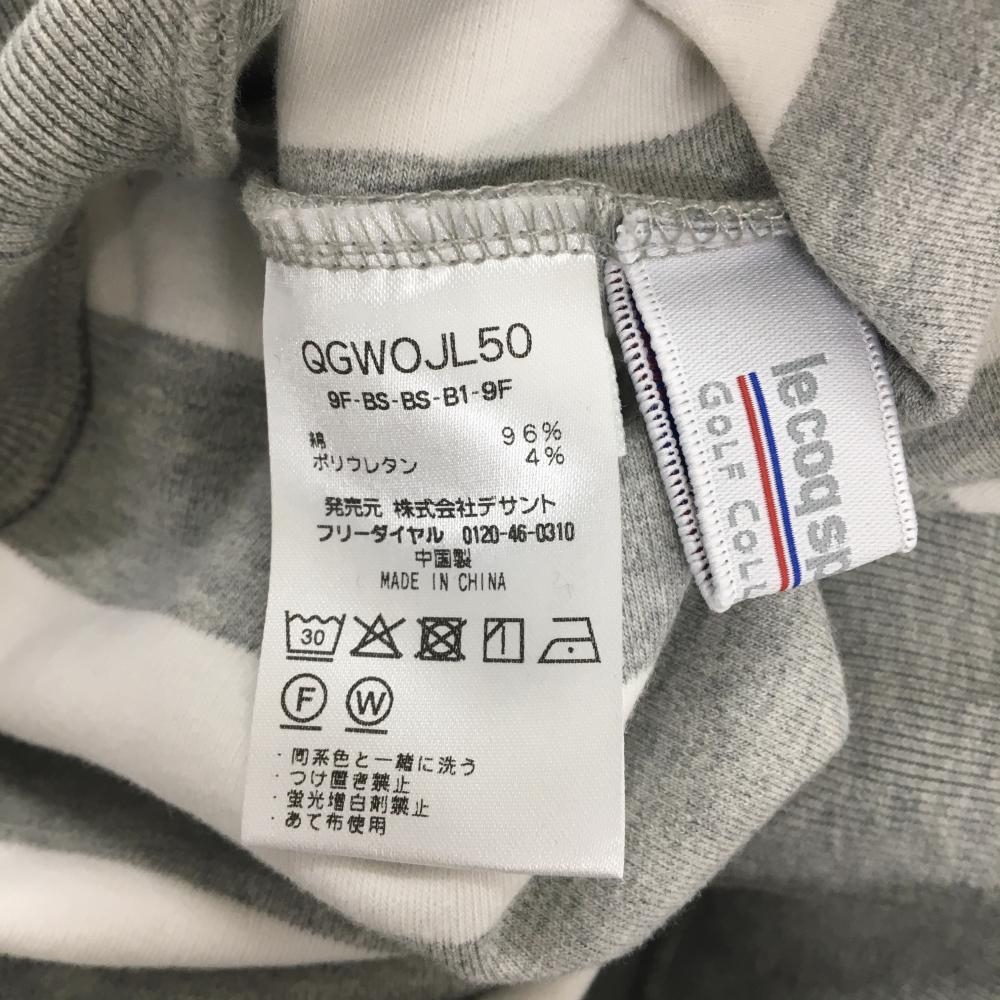 QGWOJL50
9F-BS-BS-B1-9F
綿 96%
ポリウレタン 4%
発売元 株式会社デサント
フリーダイヤル 0120-46-0310
中国製
MADE IN CHINA
30
F W
・同系色と一緒に洗う
・つけ置き禁止
・蛍光増白剤禁止
・あて布使用
lecoq sp
GOLF COLL